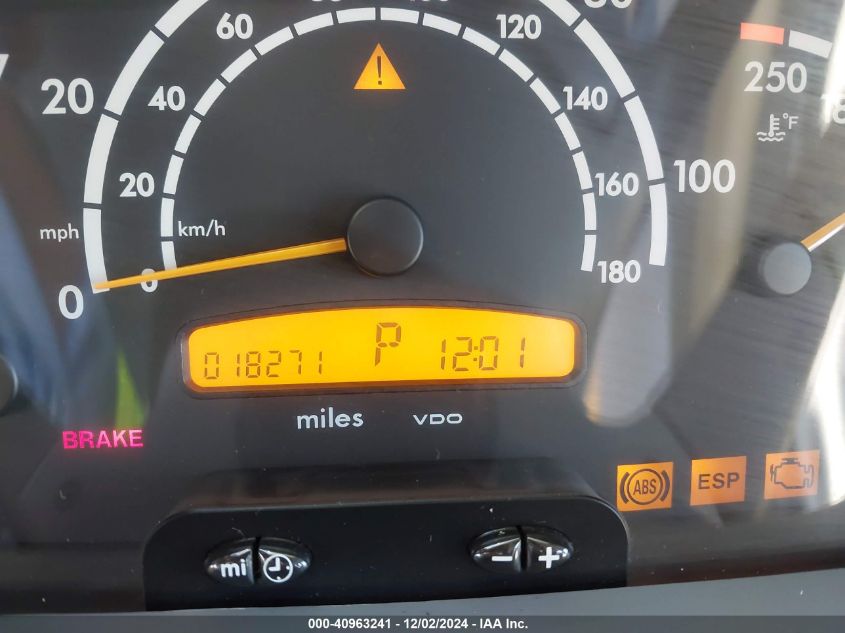 60
120
20
40
140
250
°F
20
160
100
mph
km/h
0
0
180
018271 P 12:01
miles VDO
BRAKE
ABS ESP
mi - +
000-40963241 - 12/02/2024 - IAA Inc.